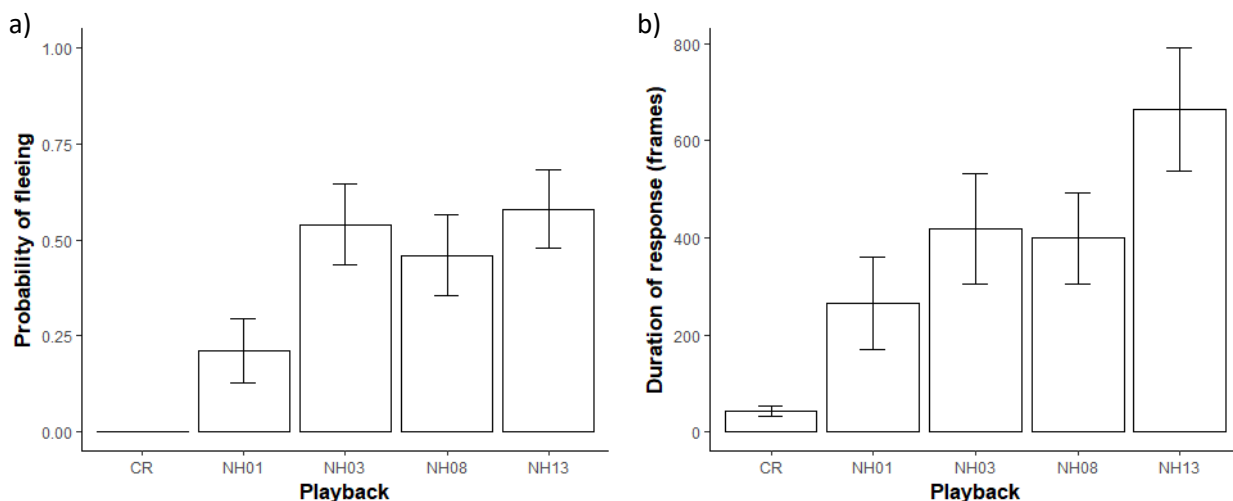 a)
Probability of fleeing
1.00
0.75
0.50
0.25
0.00
CR NH01 NH03 NH08 NH13
Playback
b)
Duration of response (frames)
800
600
400
200
0
CR NH01 NH03 NH08 NH13
Playback